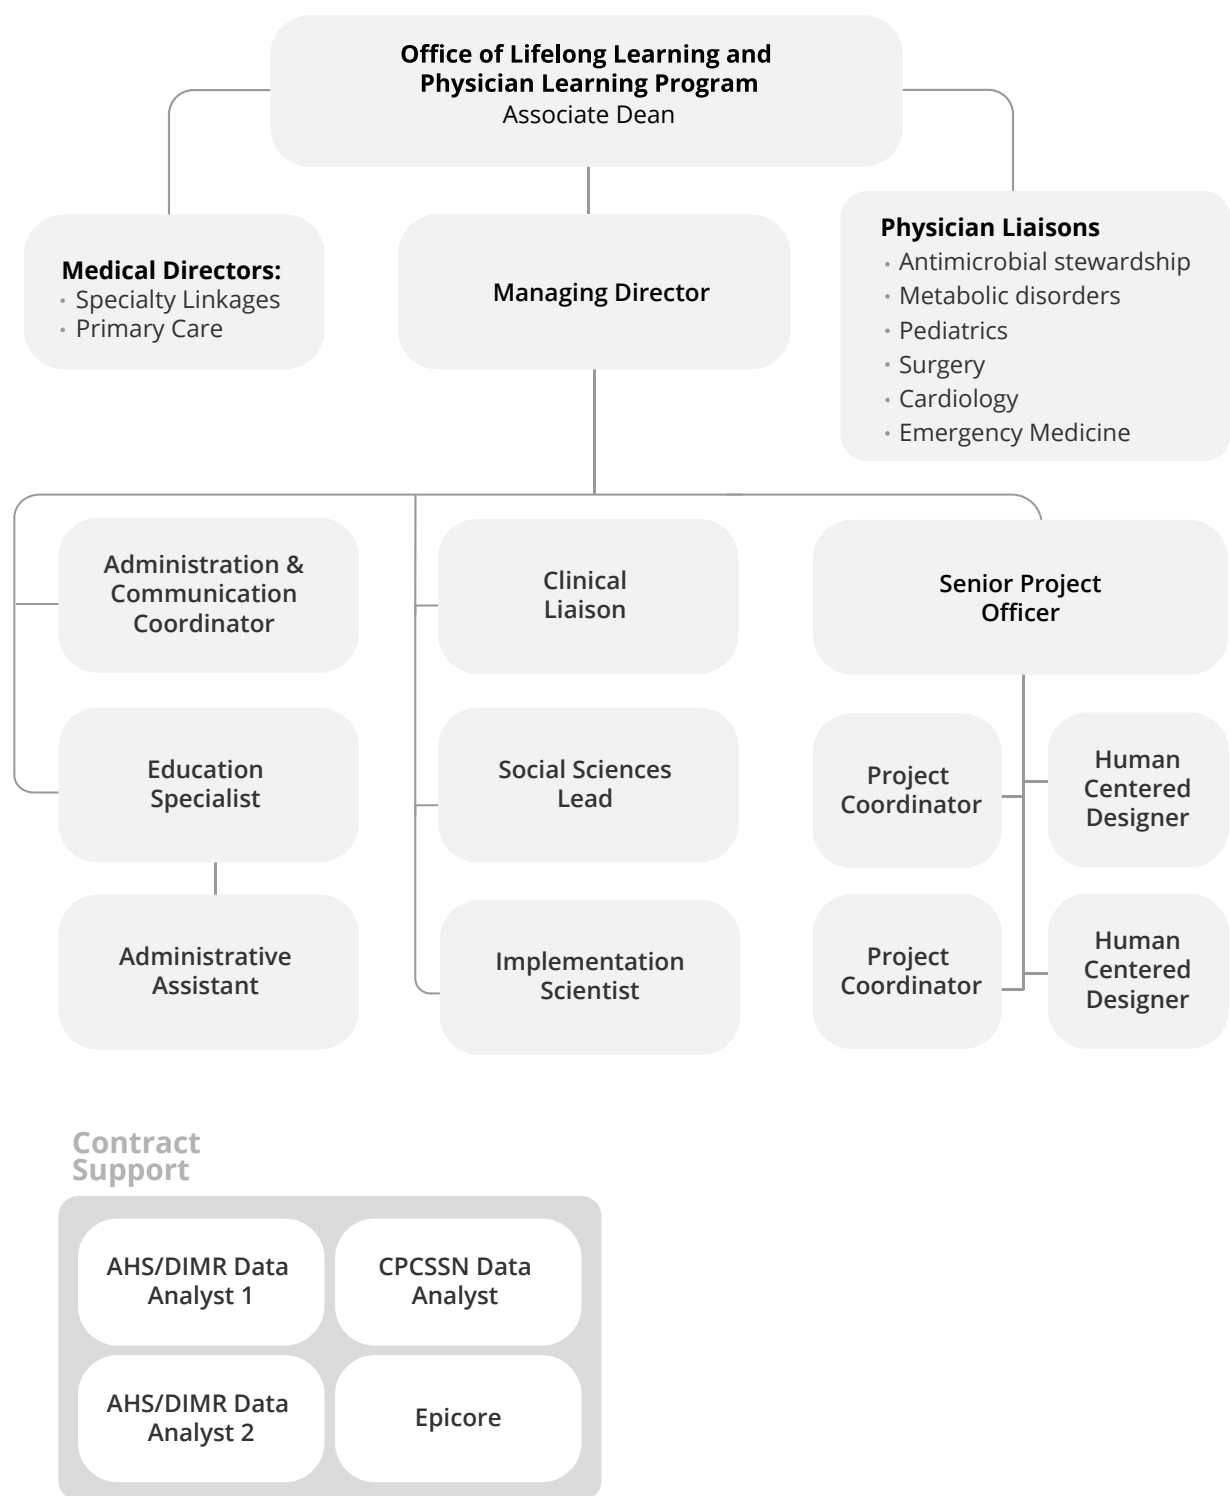 Office of Lifelong Learning and
Physician Learning Program
Associate Dean
Medical Directors:
• Specialty Linkages
• Primary Care
Managing Director
Physician Liaisons
• Antimicrobial stewardship
• Metabolic disorders
• Pediatrics
• Surgery
• Cardiology
• Emergency Medicine
Administration &
Communication
Coordinator
Clinical
Liaison
Senior Project
Officer
Education
Specialist
Social Sciences
Lead
Project
Coordinator
Human
Centered
Designer
Administrative
Assistant
Implementation
Scientist
Project
Coordinator
Human
Centered
Designer
Contract
Support
AHS/DIMR Data
Analyst 1
CPCSSN Data
Analyst
AHS/DIMR Data
Analyst 2
Epicore